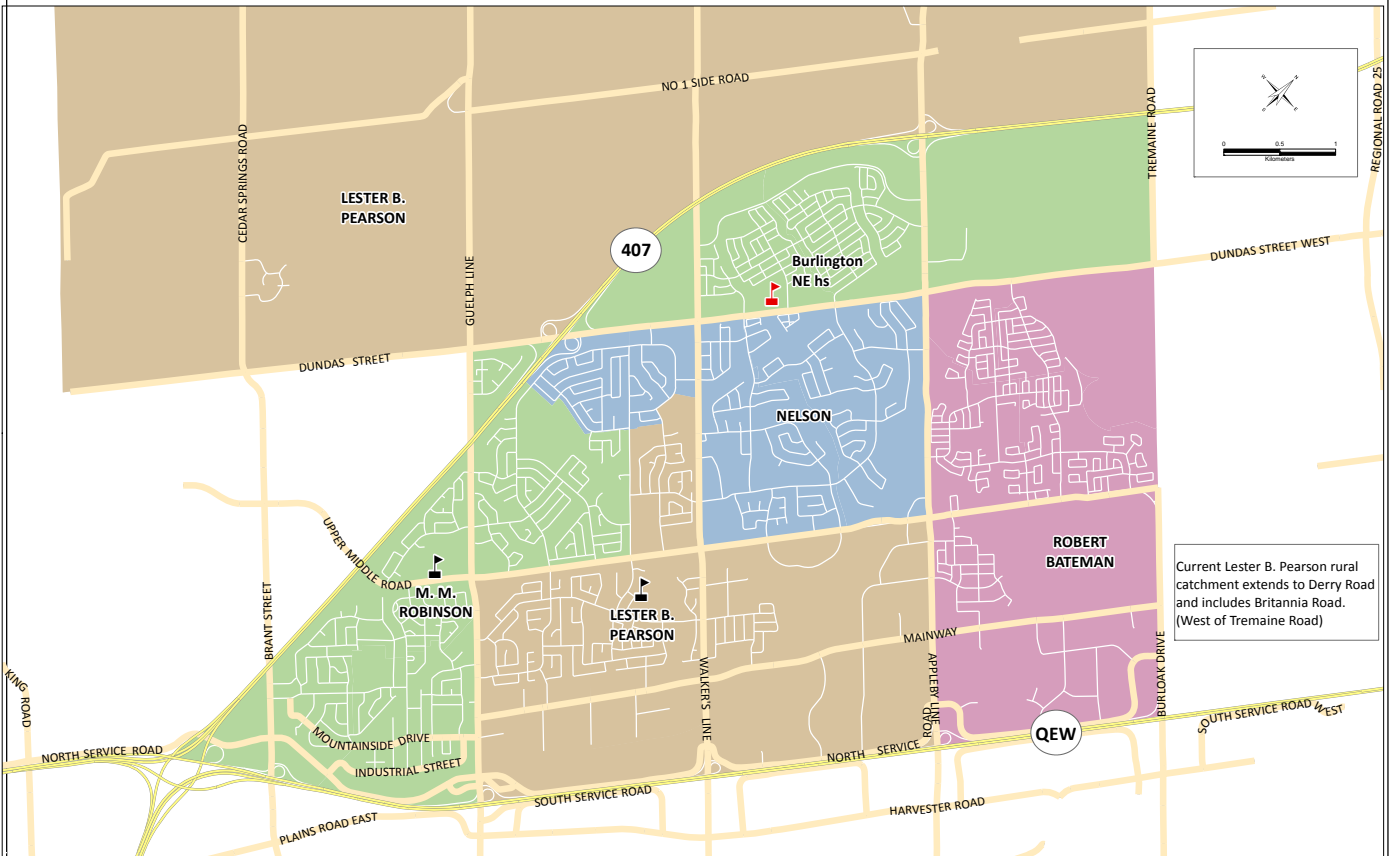 NO 1 SIDE ROAD
CEDAR SPRINGS ROAD
TREMAINE ROAD
REGIONAL ROAD 25
0 0.5 1
Kilometers
LESTER B.
PEARSON
GUELPH LINE
407
Burlington
NE hs
DUNDAS STREET WEST
DUNDAS STREET
NELSON
UPPER MIDDLE ROAD
M. M.
ROBINSON
LESTER B.
PEARSON
ROBERT
BATEMAN
Current Lester B. Pearson rural
catchment extends to Derry Road
and includes Britannia Road.
(West of Tremaine Road)
BRANT STREET
MAINWAY
WALKER'S LINE
APPLEBY LINE
BURLOAK DRIVE
KING ROAD
NORTH SERVICE ROAD
MOUNTAINSIDE DRIVE
INDUSTRIAL STREET
NORTH SERVICE ROAD
QEW
SOUTH SERVICE ROAD WEST
SOUTH SERVICE ROAD
HARVESTER ROAD
PLAINS ROAD EAST